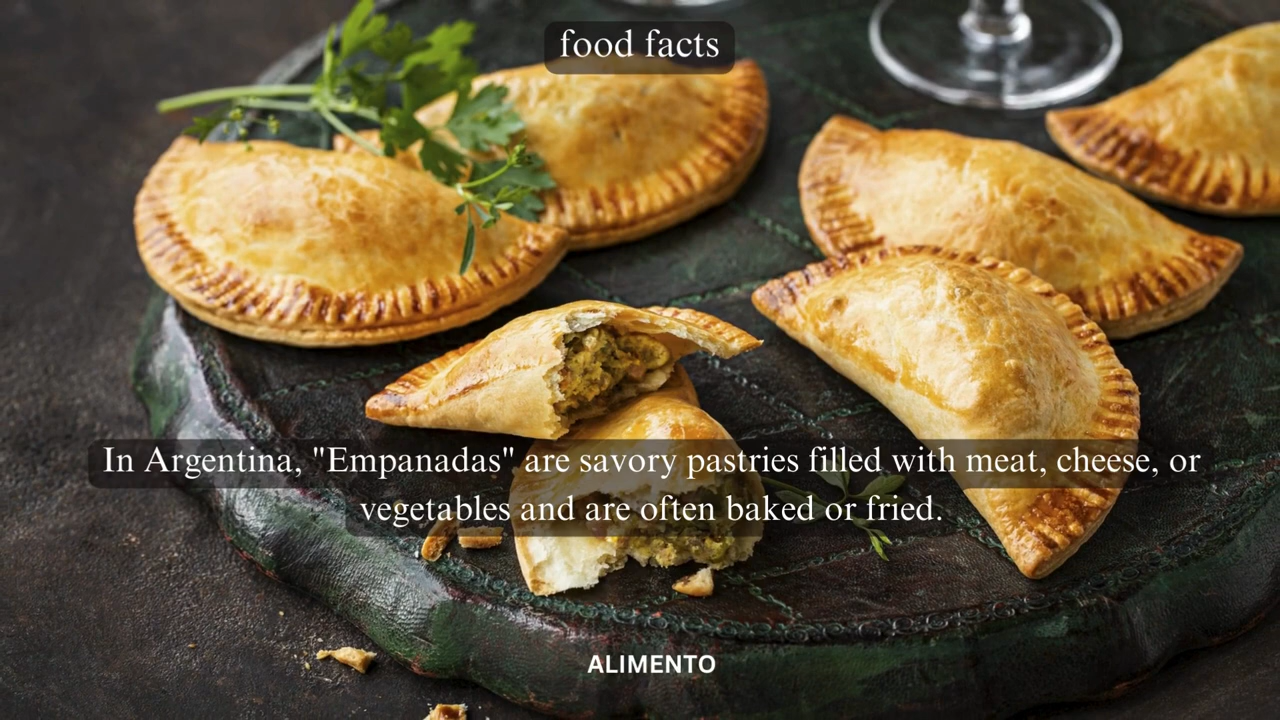 food facts
In Argentina, "Empanadas" are savory pastries filled with meat, cheese, or
vegetables and are often baked or fried.
ALIMENTO